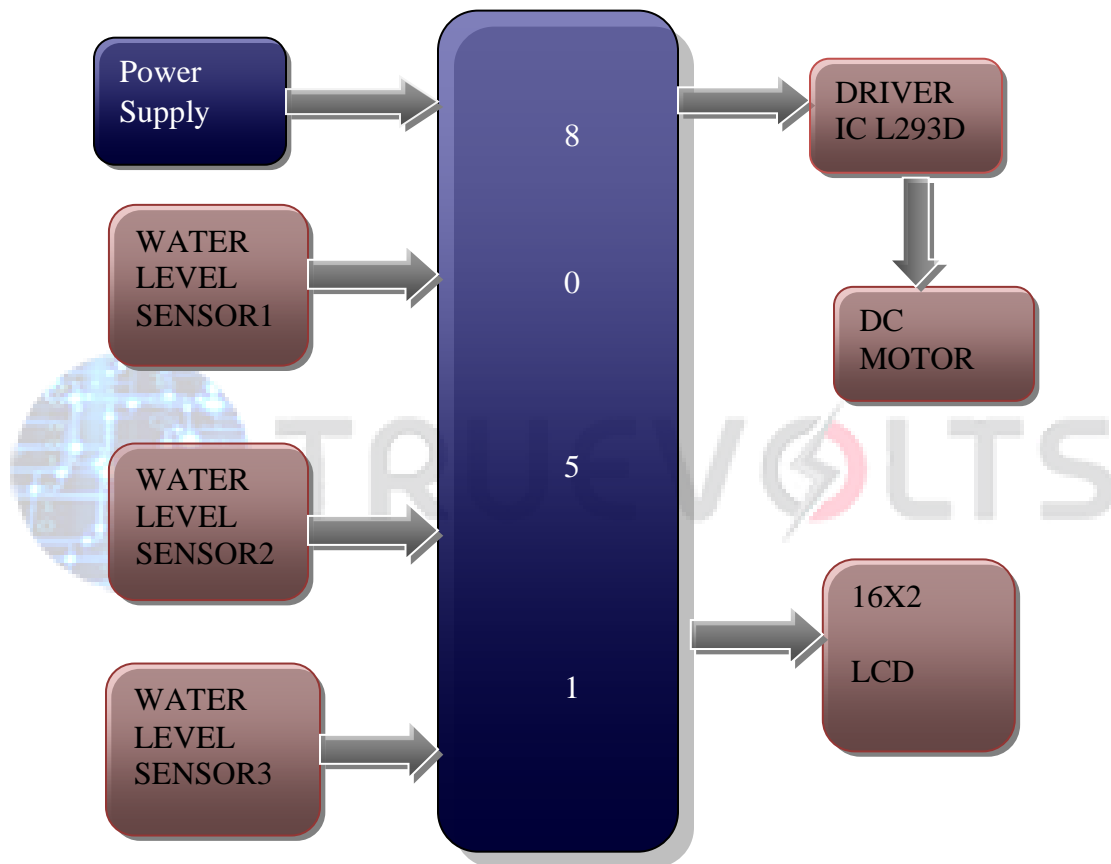 Power
Supply
WATER
LEVEL
SENSOR1
WATER
LEVEL
SENSOR2
WATER
LEVEL
SENSOR3
8
0
5
1
DRIVER
IC L293D
DC
MOTOR
16X2
LCD
TRUEVOLTS